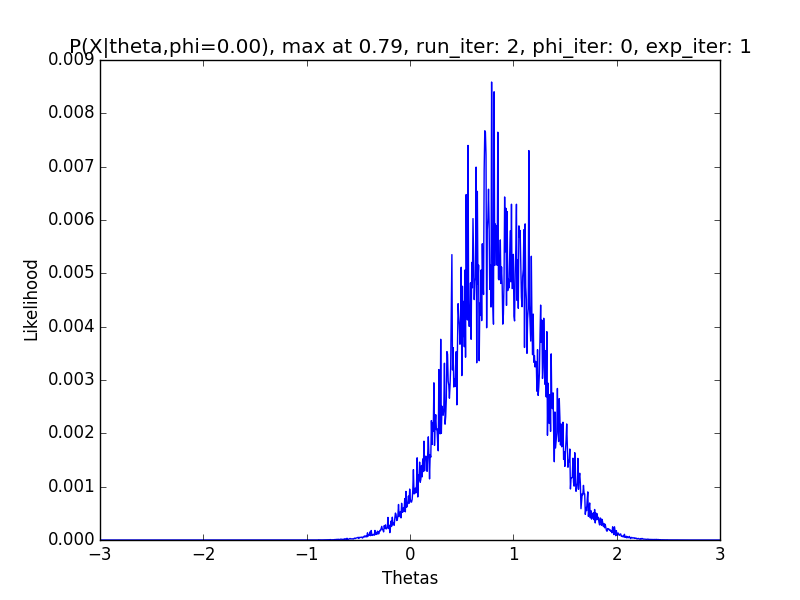 P(X|theta,phi=0.00), max at 0.79, run_iter: 2, phi_iter: 0, exp_iter: 1
0.009
0.008
0.007
0.006
0.005
0.004
0.003
0.002
0.001
0.000
Likelihood
−3 −2 −1 0 1 2 3
Thetas